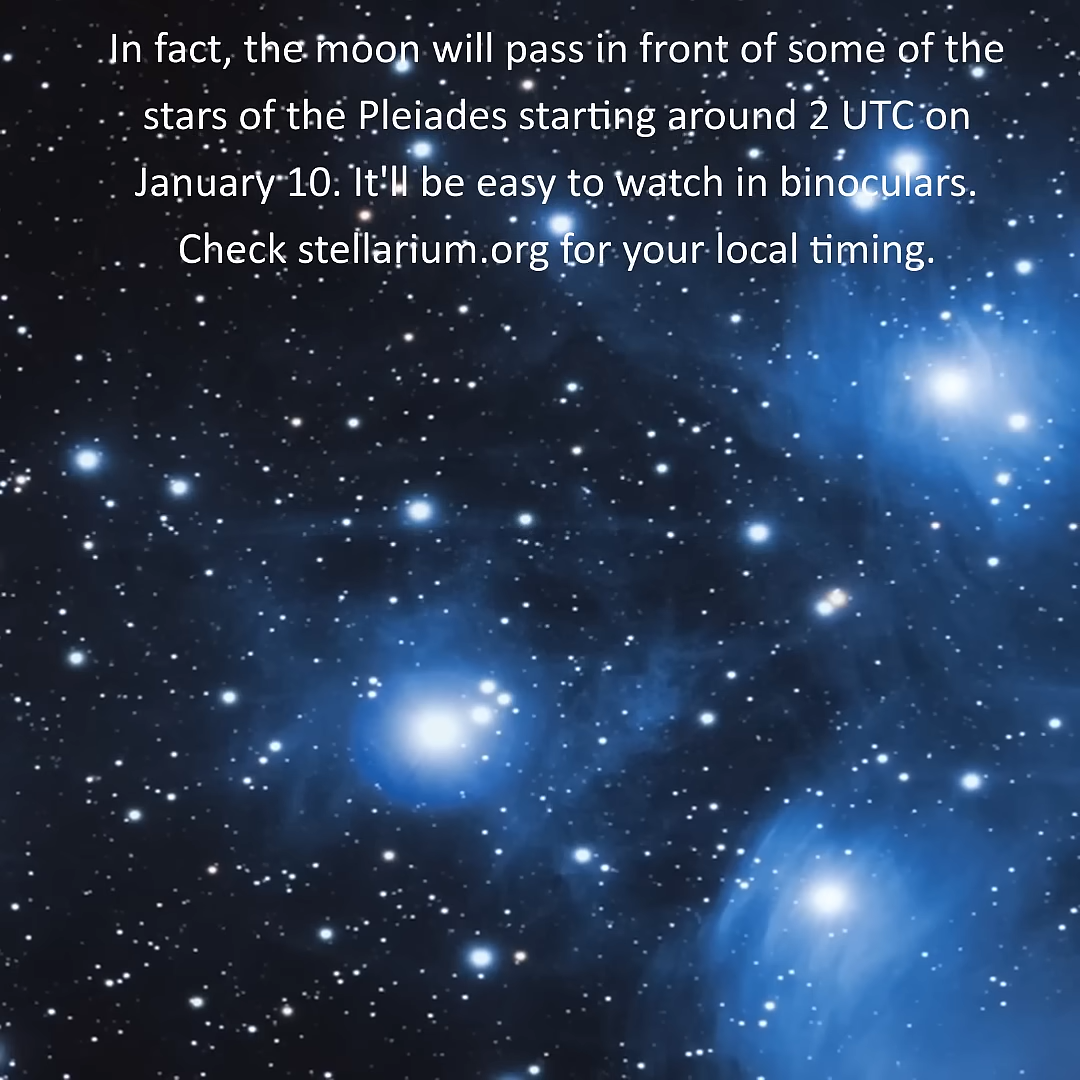 In fact, the moon will pass in front of some of the
stars of the Pleiades starting around 2 UTC on
January 10. It'll be easy to watch in binoculars.
Check stellarium.org for your local timing.